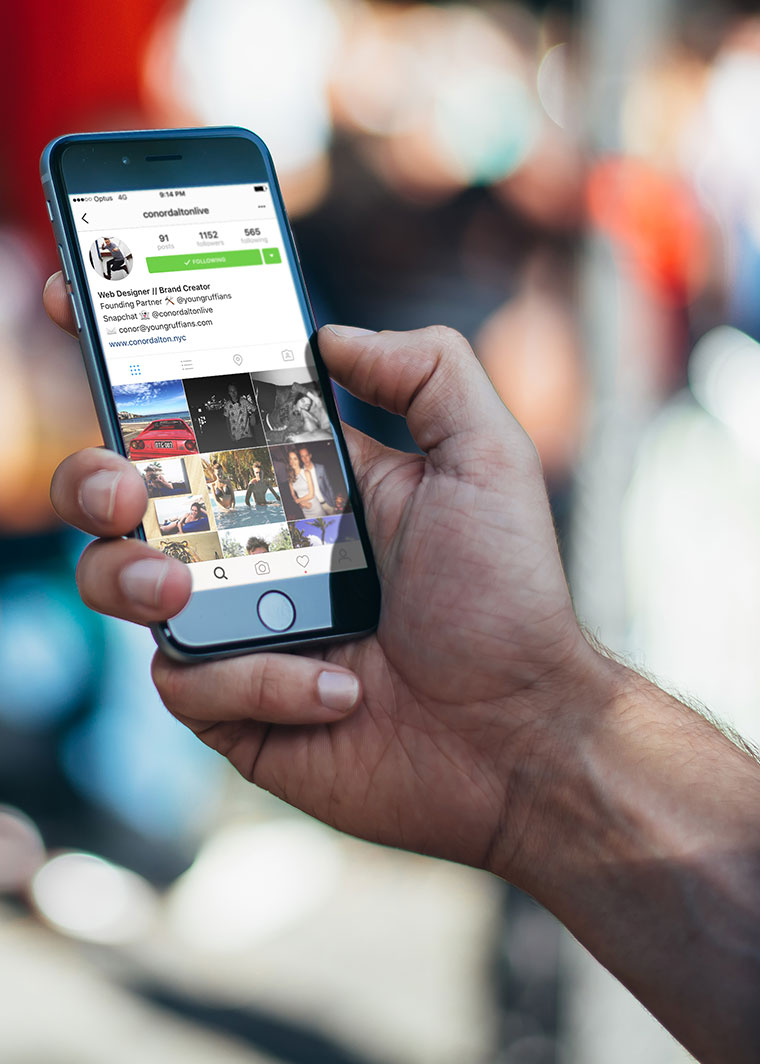 ●●●○○ Optus 4G 9:14 PM
conordaltonlive
91 1152 565
posts followers following
✓ FOLLOWING
Web Designer // Brand Creator
Founding Partner ⚒ @youngruffians
Snapchat @conordaltonlive
conor@youngruffians.com
www.conordalton.nyc